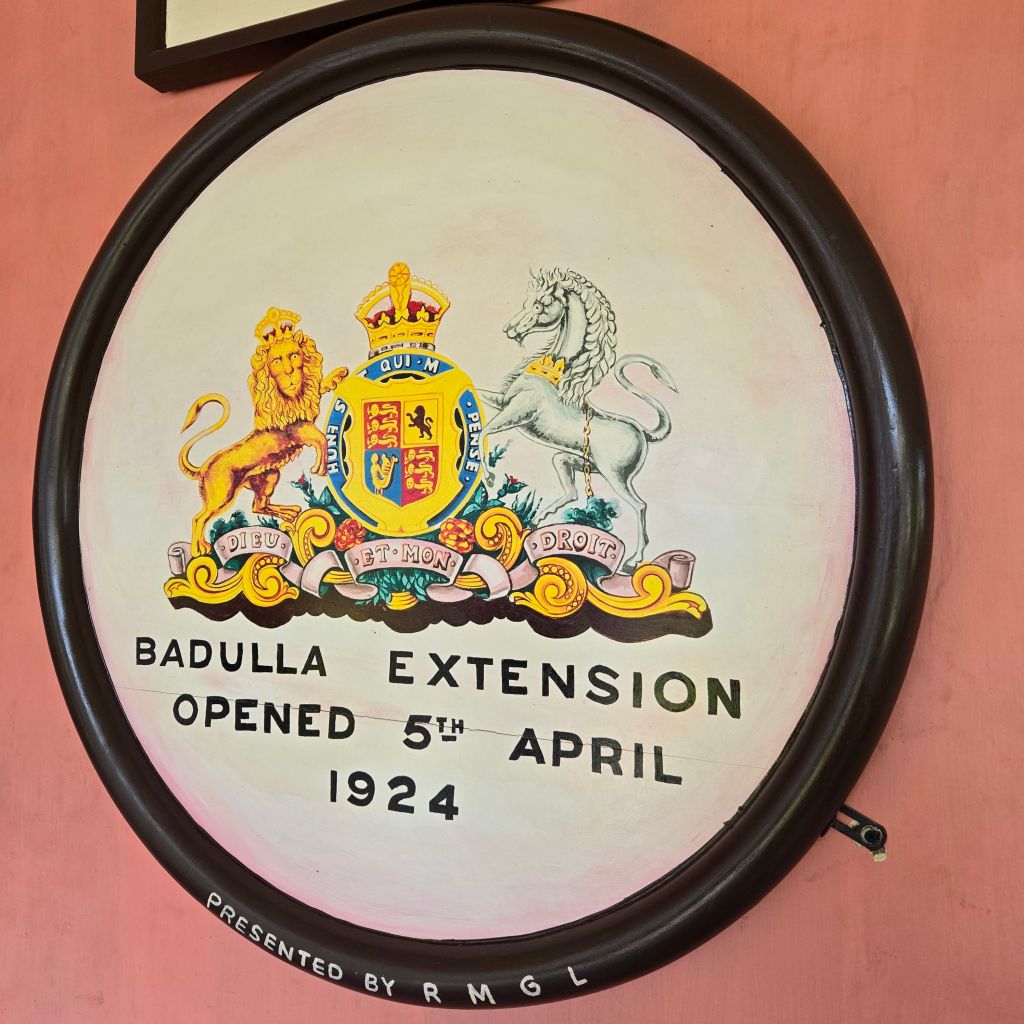 HONI S T QUI · M · PENSE
· DIEU · ET · MON · DROIT ·
BADULLA EXTENSION
OPENED 5TH APRIL
1924
PRESENTED BY R M G L